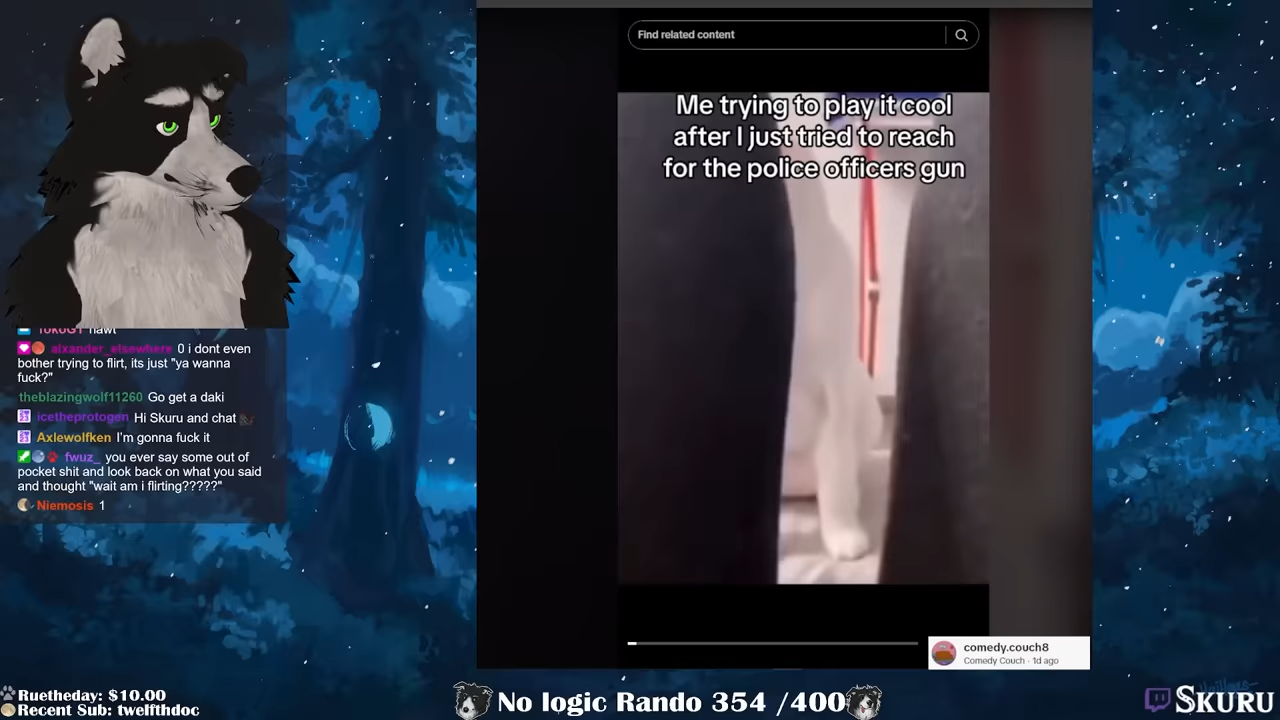 Find related content
Me trying to play it cool
after I just tried to reach
for the police officers gun
alxander_elsewhere 0 i dont even
bother trying to flirt, its just "ya wanna
fuck?"
theblazingwolf11260 Go get a daki
icetheprotogen Hi Skuru and chat
Axlewolfken I'm gonna fuck it
fwuz_ you ever say some out of
pocket shit and look back on what you said
and thought "wait am i flirting?????"
Niemosis 1
comedy.couch8
Comedy Couch · 1d ago
Ruetheday: $10.00
Recent Sub: twelfthdoc
No logic Rando 354 /400
SKURU